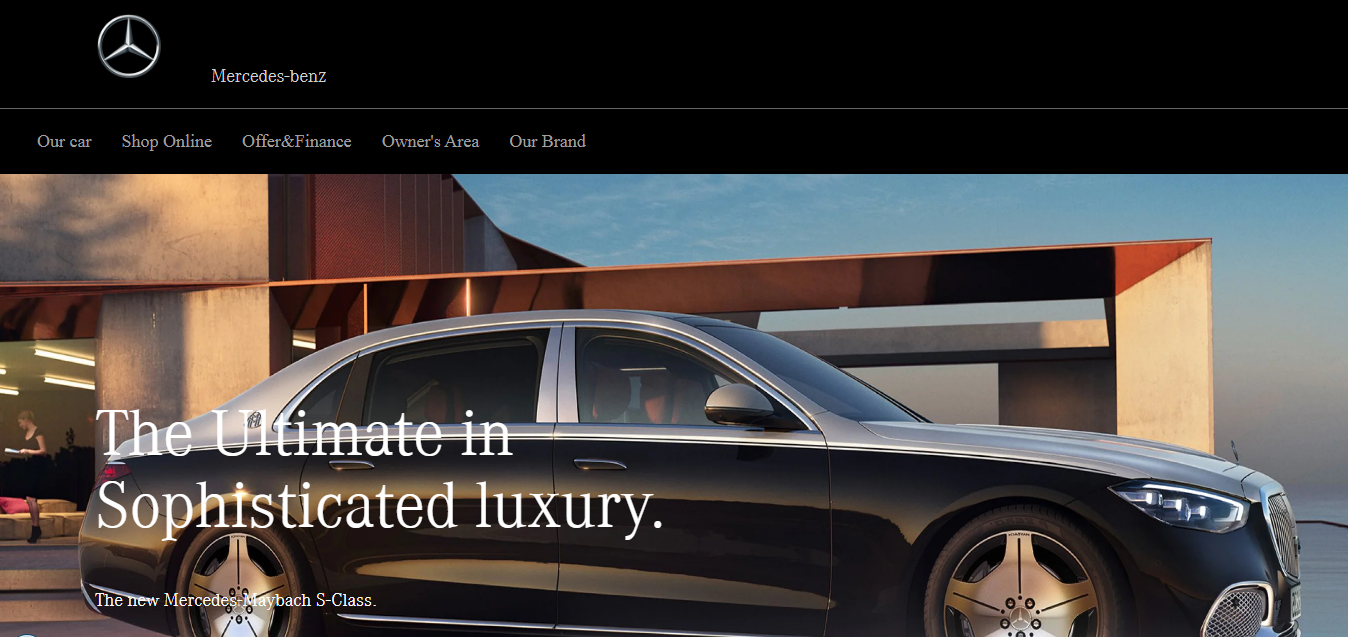 Mercedes-benz
Our car Shop Online Offer&Finance Owner's Area Our Brand
The Ultimate in
Sophisticated luxury.
The new Mercedes-Maybach S-Class.